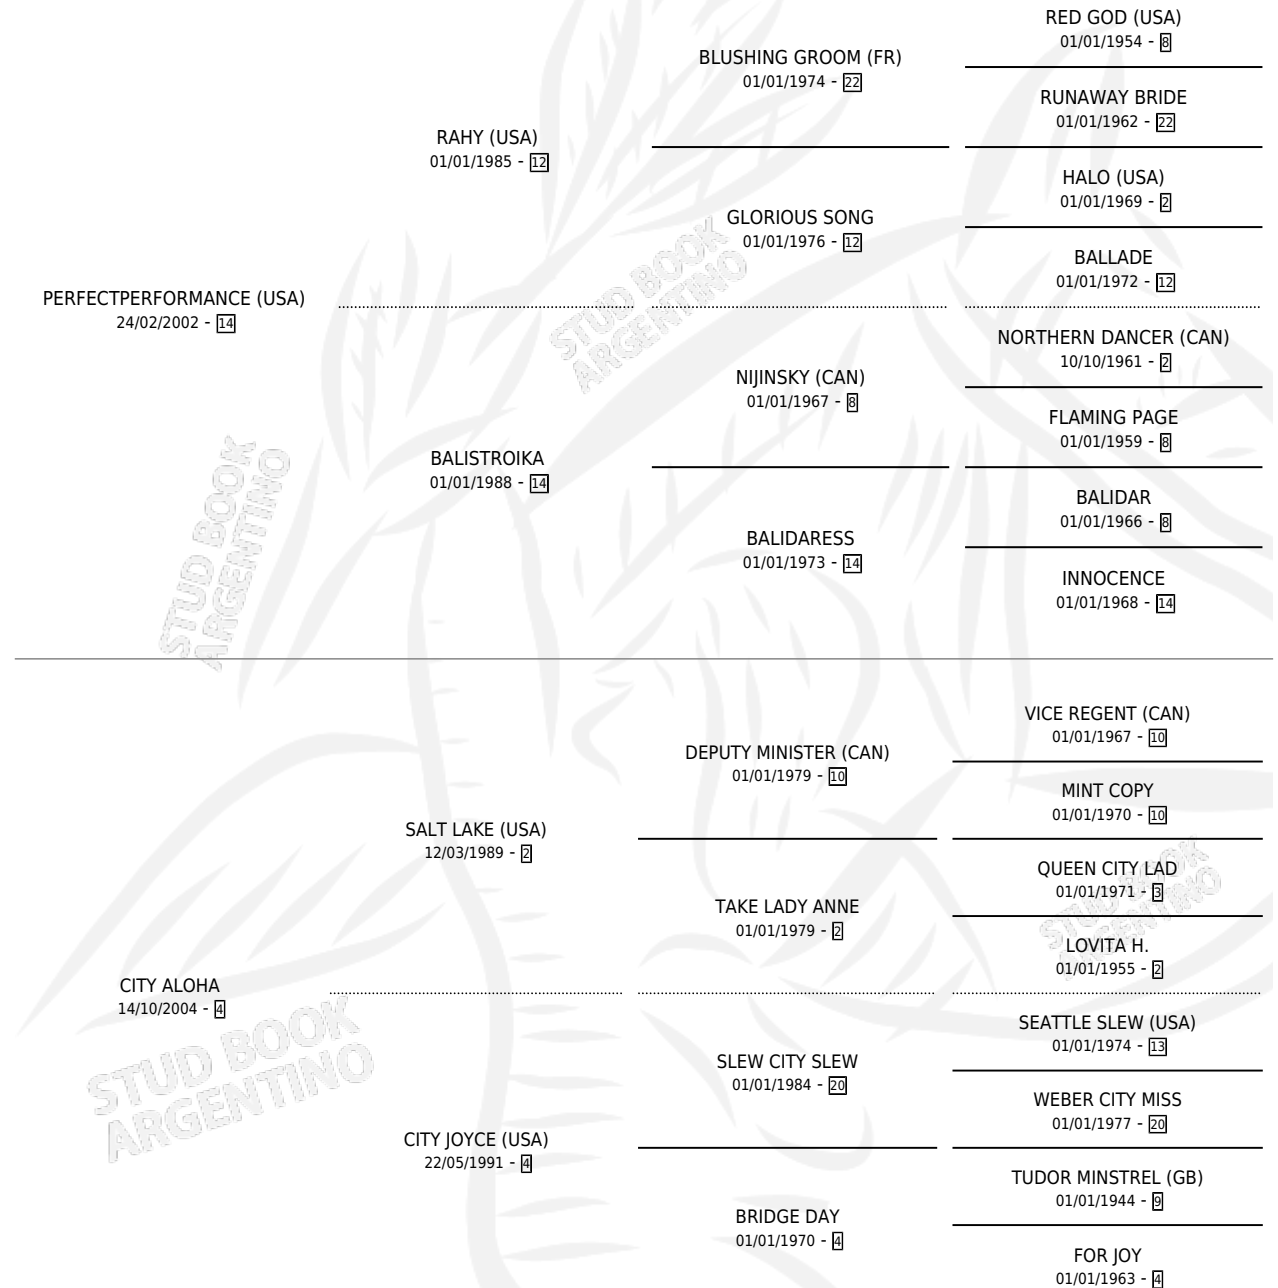 RED GOD (USA)
01/01/1954 - 8
BLUSHING GROOM (FR)
01/01/1974 - 22
RUNAWAY BRIDE
01/01/1962 - 22
RAHY (USA)
01/01/1985 - 12
HALO (USA)
01/01/1969 - 2
GLORIOUS SONG
01/01/1976 - 12
BALLADE
01/01/1972 - 12
PERFECTPERFORMANCE (USA)
24/02/2002 - 14
STUD BOOK
ARGENTINO
NORTHERN DANCER (CAN)
10/10/1961 - 2
NIJINSKY (CAN)
01/01/1967 - 8
FLAMING PAGE
01/01/1959 - 8
BALISTROIKA
01/01/1988 - 14
BALIDAR
01/01/1966 - 8
BALIDARESS
01/01/1973 - 14
INNOCENCE
01/01/1968 - 14
STUD BOOK
ARGENTINO
VICE REGENT (CAN)
01/01/1967 - 10
DEPUTY MINISTER (CAN)
01/01/1979 - 10
MINT COPY
01/01/1970 - 10
SALT LAKE (USA)
12/03/1989 - 2
QUEEN CITY LAD
01/01/1971 - 3
TAKE LADY ANNE
01/01/1979 - 2
LOVITA H.
01/01/1955 - 2
STUD BOOK
ARGENTINO
CITY ALOHA
14/10/2004 - 4
STUD BOOK
ARGENTINO
SEATTLE SLEW (USA)
01/01/1974 - 13
SLEW CITY SLEW
01/01/1984 - 20
WEBER CITY MISS
01/01/1977 - 20
CITY JOYCE (USA)
22/05/1991 - 4
TUDOR MINSTREL (GB)
01/01/1944 - 9
BRIDGE DAY
01/01/1970 - 4
FOR JOY
01/01/1963 - 4